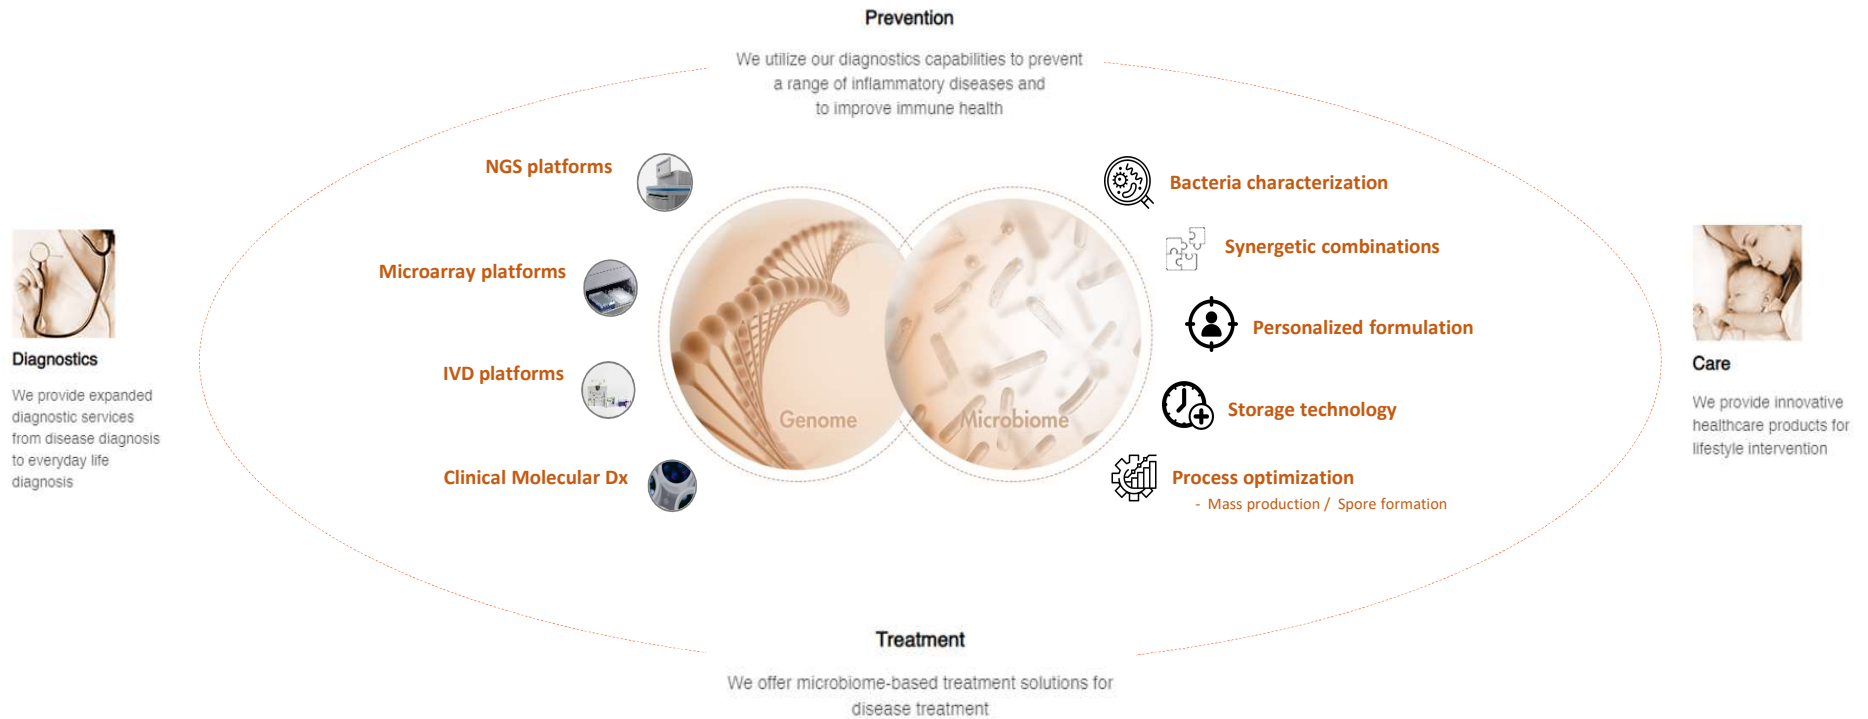 Prevention
We utilize our diagnostics capabilities to prevent
a range of inflammatory diseases and
to improve immune health
NGS platforms
Microarray platforms
IVD platforms
Clinical Molecular Dx
Genome
Microbiome
Bacteria characterization
Synergetic combinations
Personalized formulation
Storage technology
Process optimization
- Mass production / Spore formation
Diagnostics
We provide expanded
diagnostic services
from disease diagnosis
to everyday life
diagnosis
Care
We provide innovative
healthcare products for
lifestyle intervention
Treatment
We offer microbiome-based treatment solutions for
disease treatment